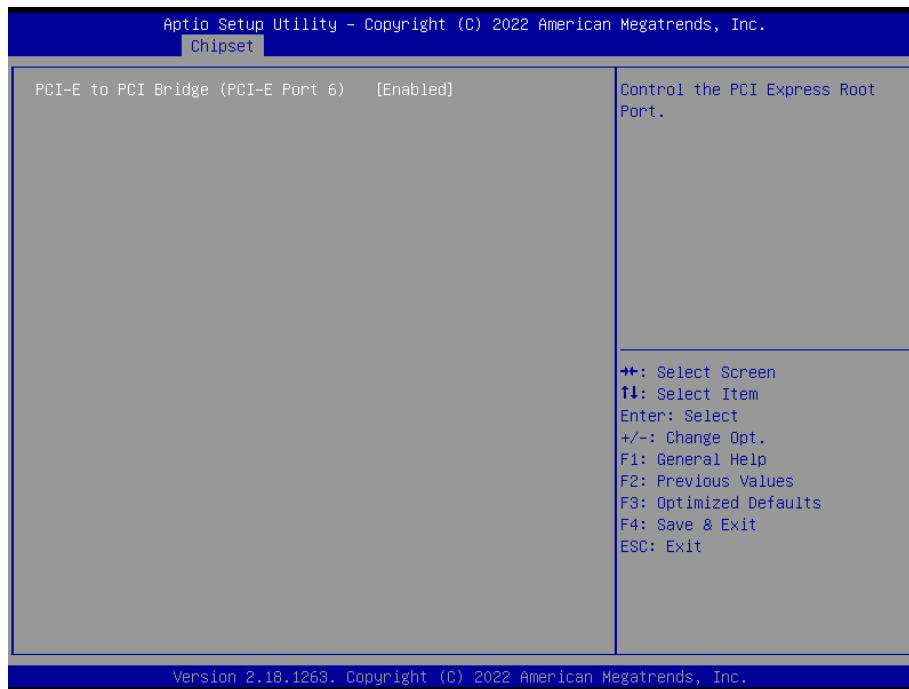 Aptio Setup Utility – Copyright (C) 2022 American Megatrends, Inc.
Chipset
PCI-E to PCI Bridge (PCI-E Port 6) [Enabled]
Control the PCI Express Root
Port.
→←: Select Screen
↑↓: Select Item
Enter: Select
+/-: Change Opt.
F1: General Help
F2: Previous Values
F3: Optimized Defaults
F4: Save & Exit
ESC: Exit
Version 2.18.1263. Copyright (C) 2022 American Megatrends, Inc.